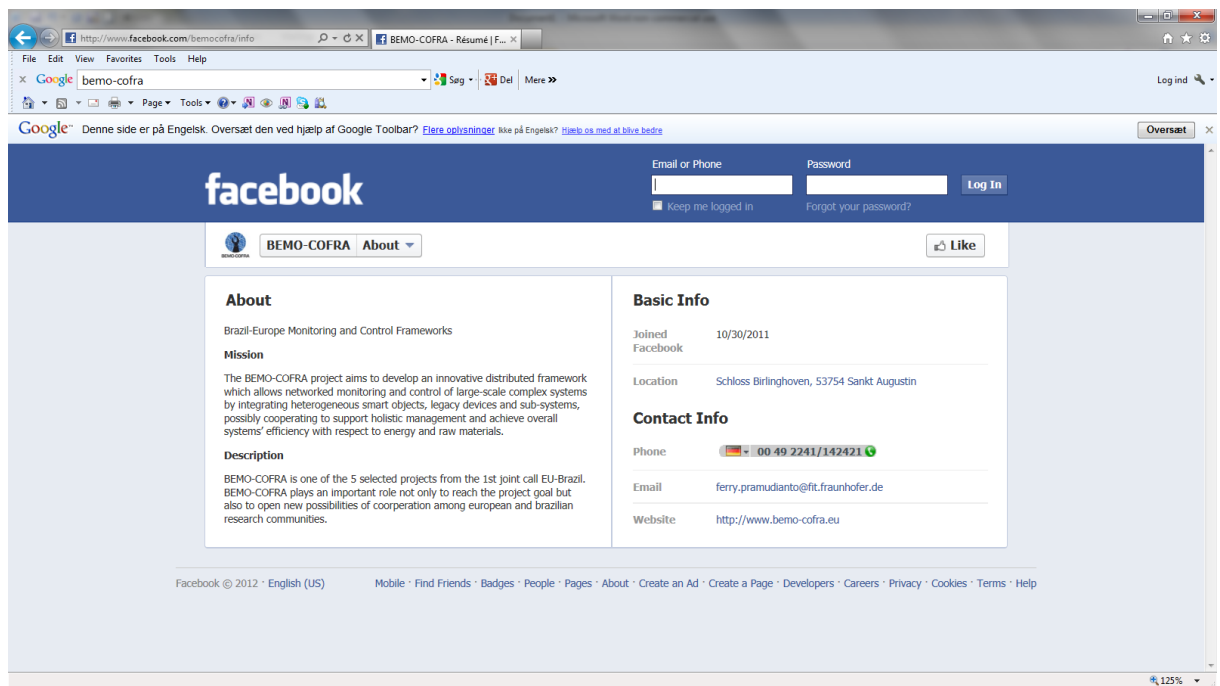 http://www.facebook.com/bemocofra/info
BEMO-COFRA - Résumé | F...
File Edit View Favorites Tools Help
Google bemo-cofra Søg Del Mere Log ind
Page Tools
Google Denne side er på Engelsk. Oversæt den ved hjælp af Google Toolbar? Flere oplysninger Ikke på Engelsk? Hjælp os med at blive bedre Oversæt
Email or Phone Password
facebook Log In
Keep me logged in Forgot your password?
BEMO-COFRA
BEMO-COFRA About Like
About
Brazil-Europe Monitoring and Control Frameworks
Mission
The BEMO-COFRA project aims to develop an innovative distributed framework
which allows networked monitoring and control of large-scale complex systems
by integrating heterogeneous smart objects, legacy devices and sub-systems,
possibly cooperating to support holistic management and achieve overall
systems' efficiency with respect to energy and raw materials.
Description
BEMO-COFRA is one of the 5 selected projects from the 1st joint call EU-Brazil.
BEMO-COFRA plays an important role not only to reach the project goal but
also to open new possibilities of coorperation among european and brazilian
research communities.
Basic Info
Joined 10/30/2011
Facebook
Location Schloss Birlinghoven, 53754 Sankt Augustin
Contact Info
Phone 00 49 2241/142421
Email ferry.pramudianto@fit.fraunhofer.de
Website http://www.bemo-cofra.eu
Facebook © 2012 · English (US) Mobile · Find Friends · Badges · People · Pages · About · Create an Ad · Create a Page · Developers · Careers · Privacy · Cookies · Terms · Help
125%